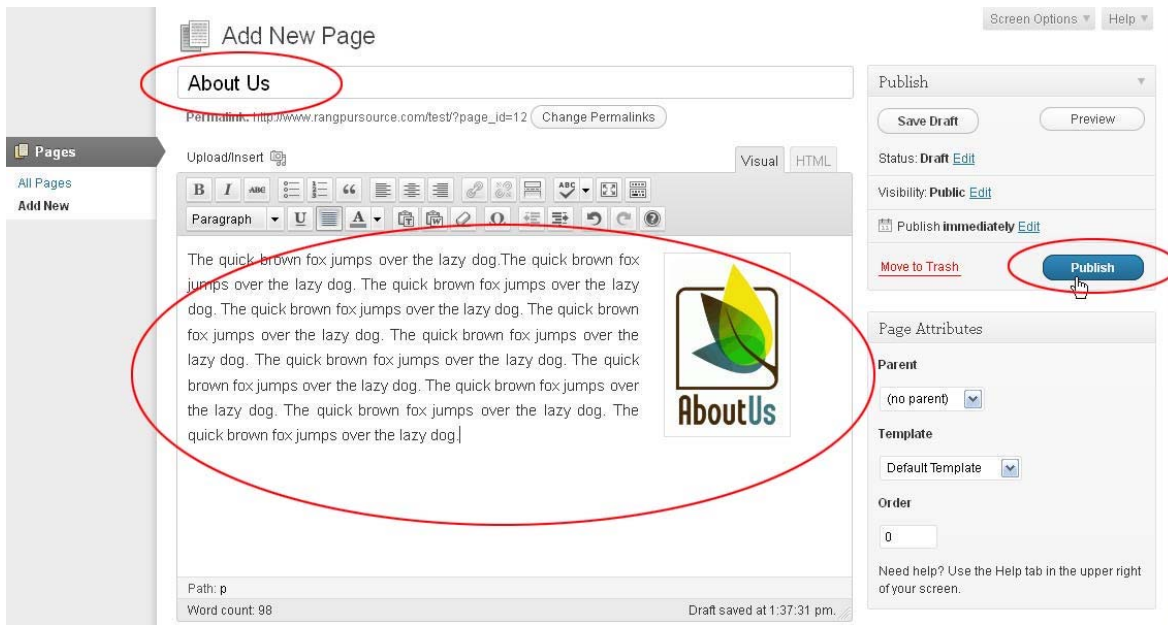 Screen Options Help
Add New Page
About Us
Permalink: http://www.rangpursource.com/test/?page_id=12 Change Permalinks
Pages
All Pages
Add New
Upload/Insert
Visual HTML
B I ABC ABC
Paragraph U A T W Ω
The quick brown fox jumps over the lazy dog.The quick brown fox
jumps over the lazy dog. The quick brown fox jumps over the lazy
dog. The quick brown fox jumps over the lazy dog. The quick brown
fox jumps over the lazy dog. The quick brown fox jumps over the
lazy dog. The quick brown fox jumps over the lazy dog. The quick
brown fox jumps over the lazy dog. The quick brown fox jumps over
the lazy dog. The quick brown fox jumps over the lazy dog. The
quick brown fox jumps over the lazy dog.
AboutUs
Path: p
Word count: 98 Draft saved at 1:37:31 pm.
Publish
Save Draft Preview
Status: Draft Edit
Visibility: Public Edit
Publish immediately Edit
Move to Trash Publish
Page Attributes
Parent
(no parent)
Template
Default Template
Order
0
Need help? Use the Help tab in the upper right
of your screen.